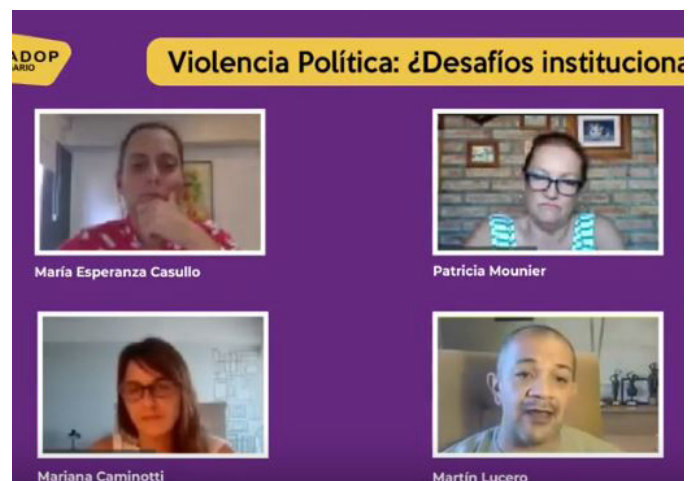 ADOP
ARIO
Violencia Política: ¿Desafíos instituciona
María Esperanza Casullo
Patricia Mounier
Mariana Caminotti
Martín Lucero